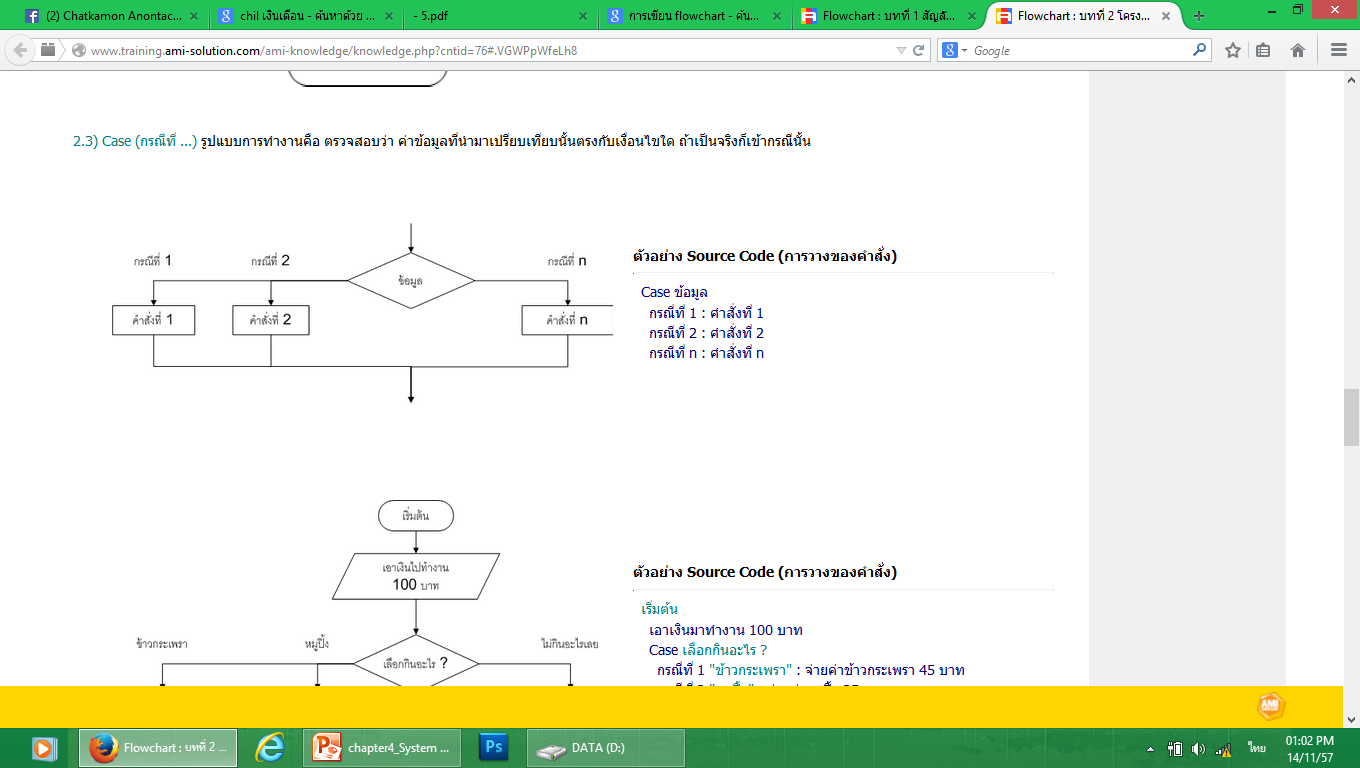 (2) Chatkamon Anontac...
chil เงินเดือน - ค้นหาด้วย ...
- 5.pdf
การเขียน flowchart - ค้น...
Flowchart : บทที่ 1 สัญลั...
Flowchart : บทที่ 2 โครง...
www.training.ami-solution.com/ami-knowledge/knowledge.php?cntid=76#.VGWPpWfeLh8
Google
2.3) Case (กรณีที่ ...) รูปแบบการทำงานคือ ตรวจสอบว่า ค่าข้อมูลที่นำมาเปรียบเทียบนั้นตรงกับเงื่อนไขใด ถ้าเป็นจริงก็เข้ากรณีนั้น
กรณีที่ 1
กรณีที่ 2
กรณีที่ n
ข้อมูล
คำสั่งที่ 1
คำสั่งที่ 2
คำสั่งที่ n
ตัวอย่าง Source Code (การวางของคำสั่ง)
Case ข้อมูล
กรณีที่ 1 : คำสั่งที่ 1
กรณีที่ 2 : คำสั่งที่ 2
กรณีที่ n : คำสั่งที่ n
เริ่มต้น
เอาเงินไปทำงาน
100 บาท
ข้าวกระเพรา
หมูปิ้ง
ไม่กินอะไรเลย
เลือกกินอะไร ?
ตัวอย่าง Source Code (การวางของคำสั่ง)
เริ่มต้น
เอาเงินมาทำงาน 100 บาท
Case เลือกกินอะไร ?
กรณีที่ 1 "ข้าวกระเพรา" : จ่ายค่าข้าวกระเพรา 45 บาท
AMI
Flowchart : บทที่ 2 ...
chapter4_System ...
Ps
DATA (D:)
ไทย
01:02 PM
14/11/57